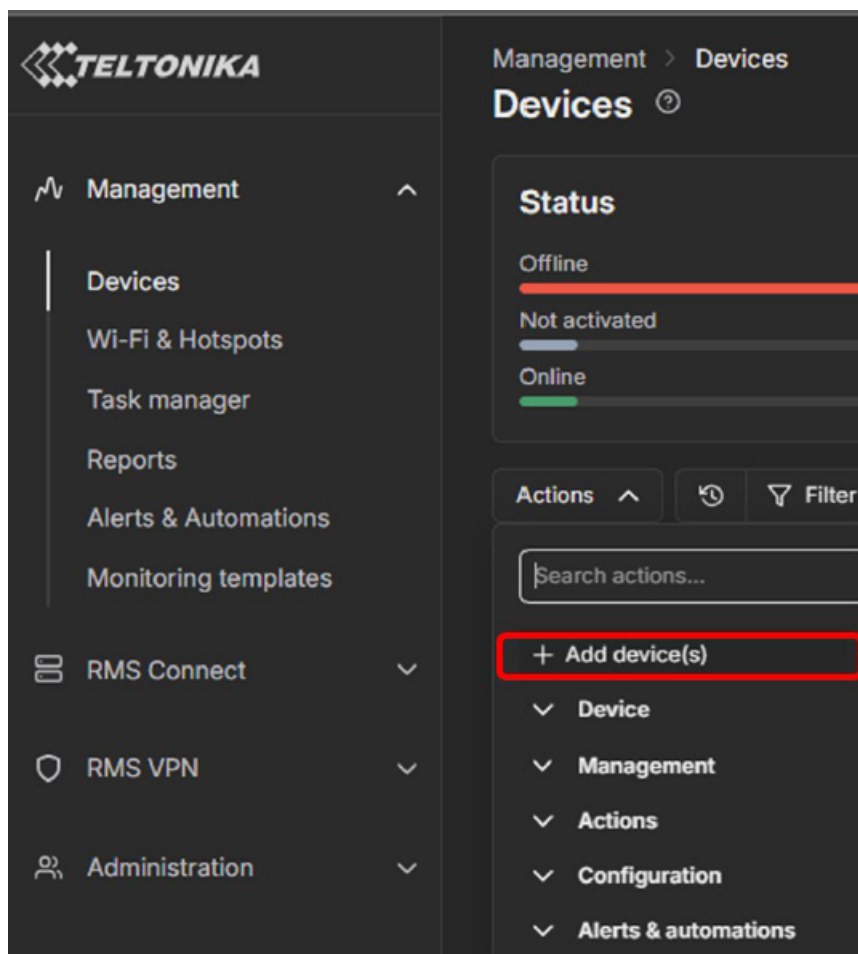 TELTONIKA
Management
Devices
Wi-Fi & Hotspots
Task manager
Reports
Alerts & Automations
Monitoring templates
RMS Connect
RMS VPN
Administration
Management > Devices
Devices
Status
Offline
Not activated
Online
Actions Filter
Search actions...
+ Add device(s)
Device
Management
Actions
Configuration
Alerts & automations